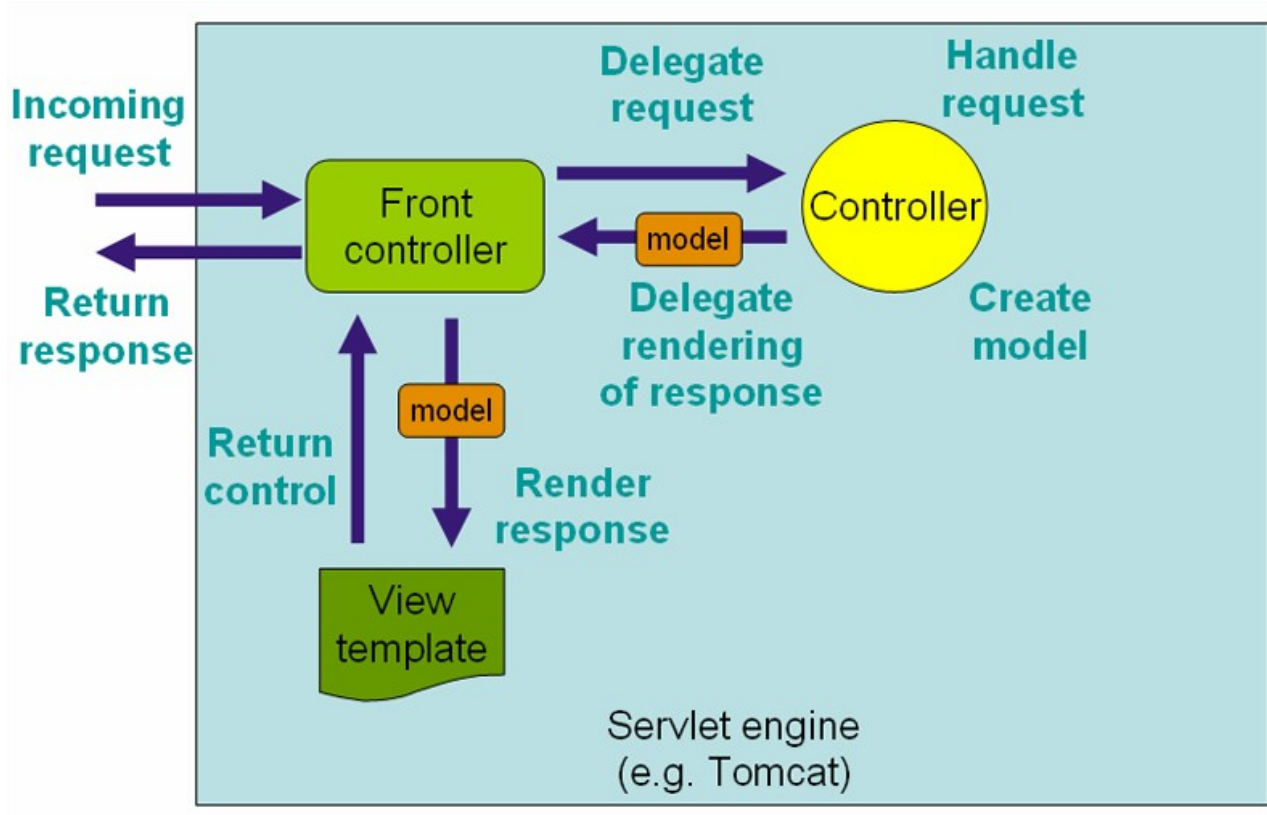 Incoming
request
Return
response
Front
controller
Delegate
request
Handle
request
Controller
model
Delegate
rendering
of response
Create
model
model
Return
control
Render
response
View
template
Servlet engine
(e.g. Tomcat)